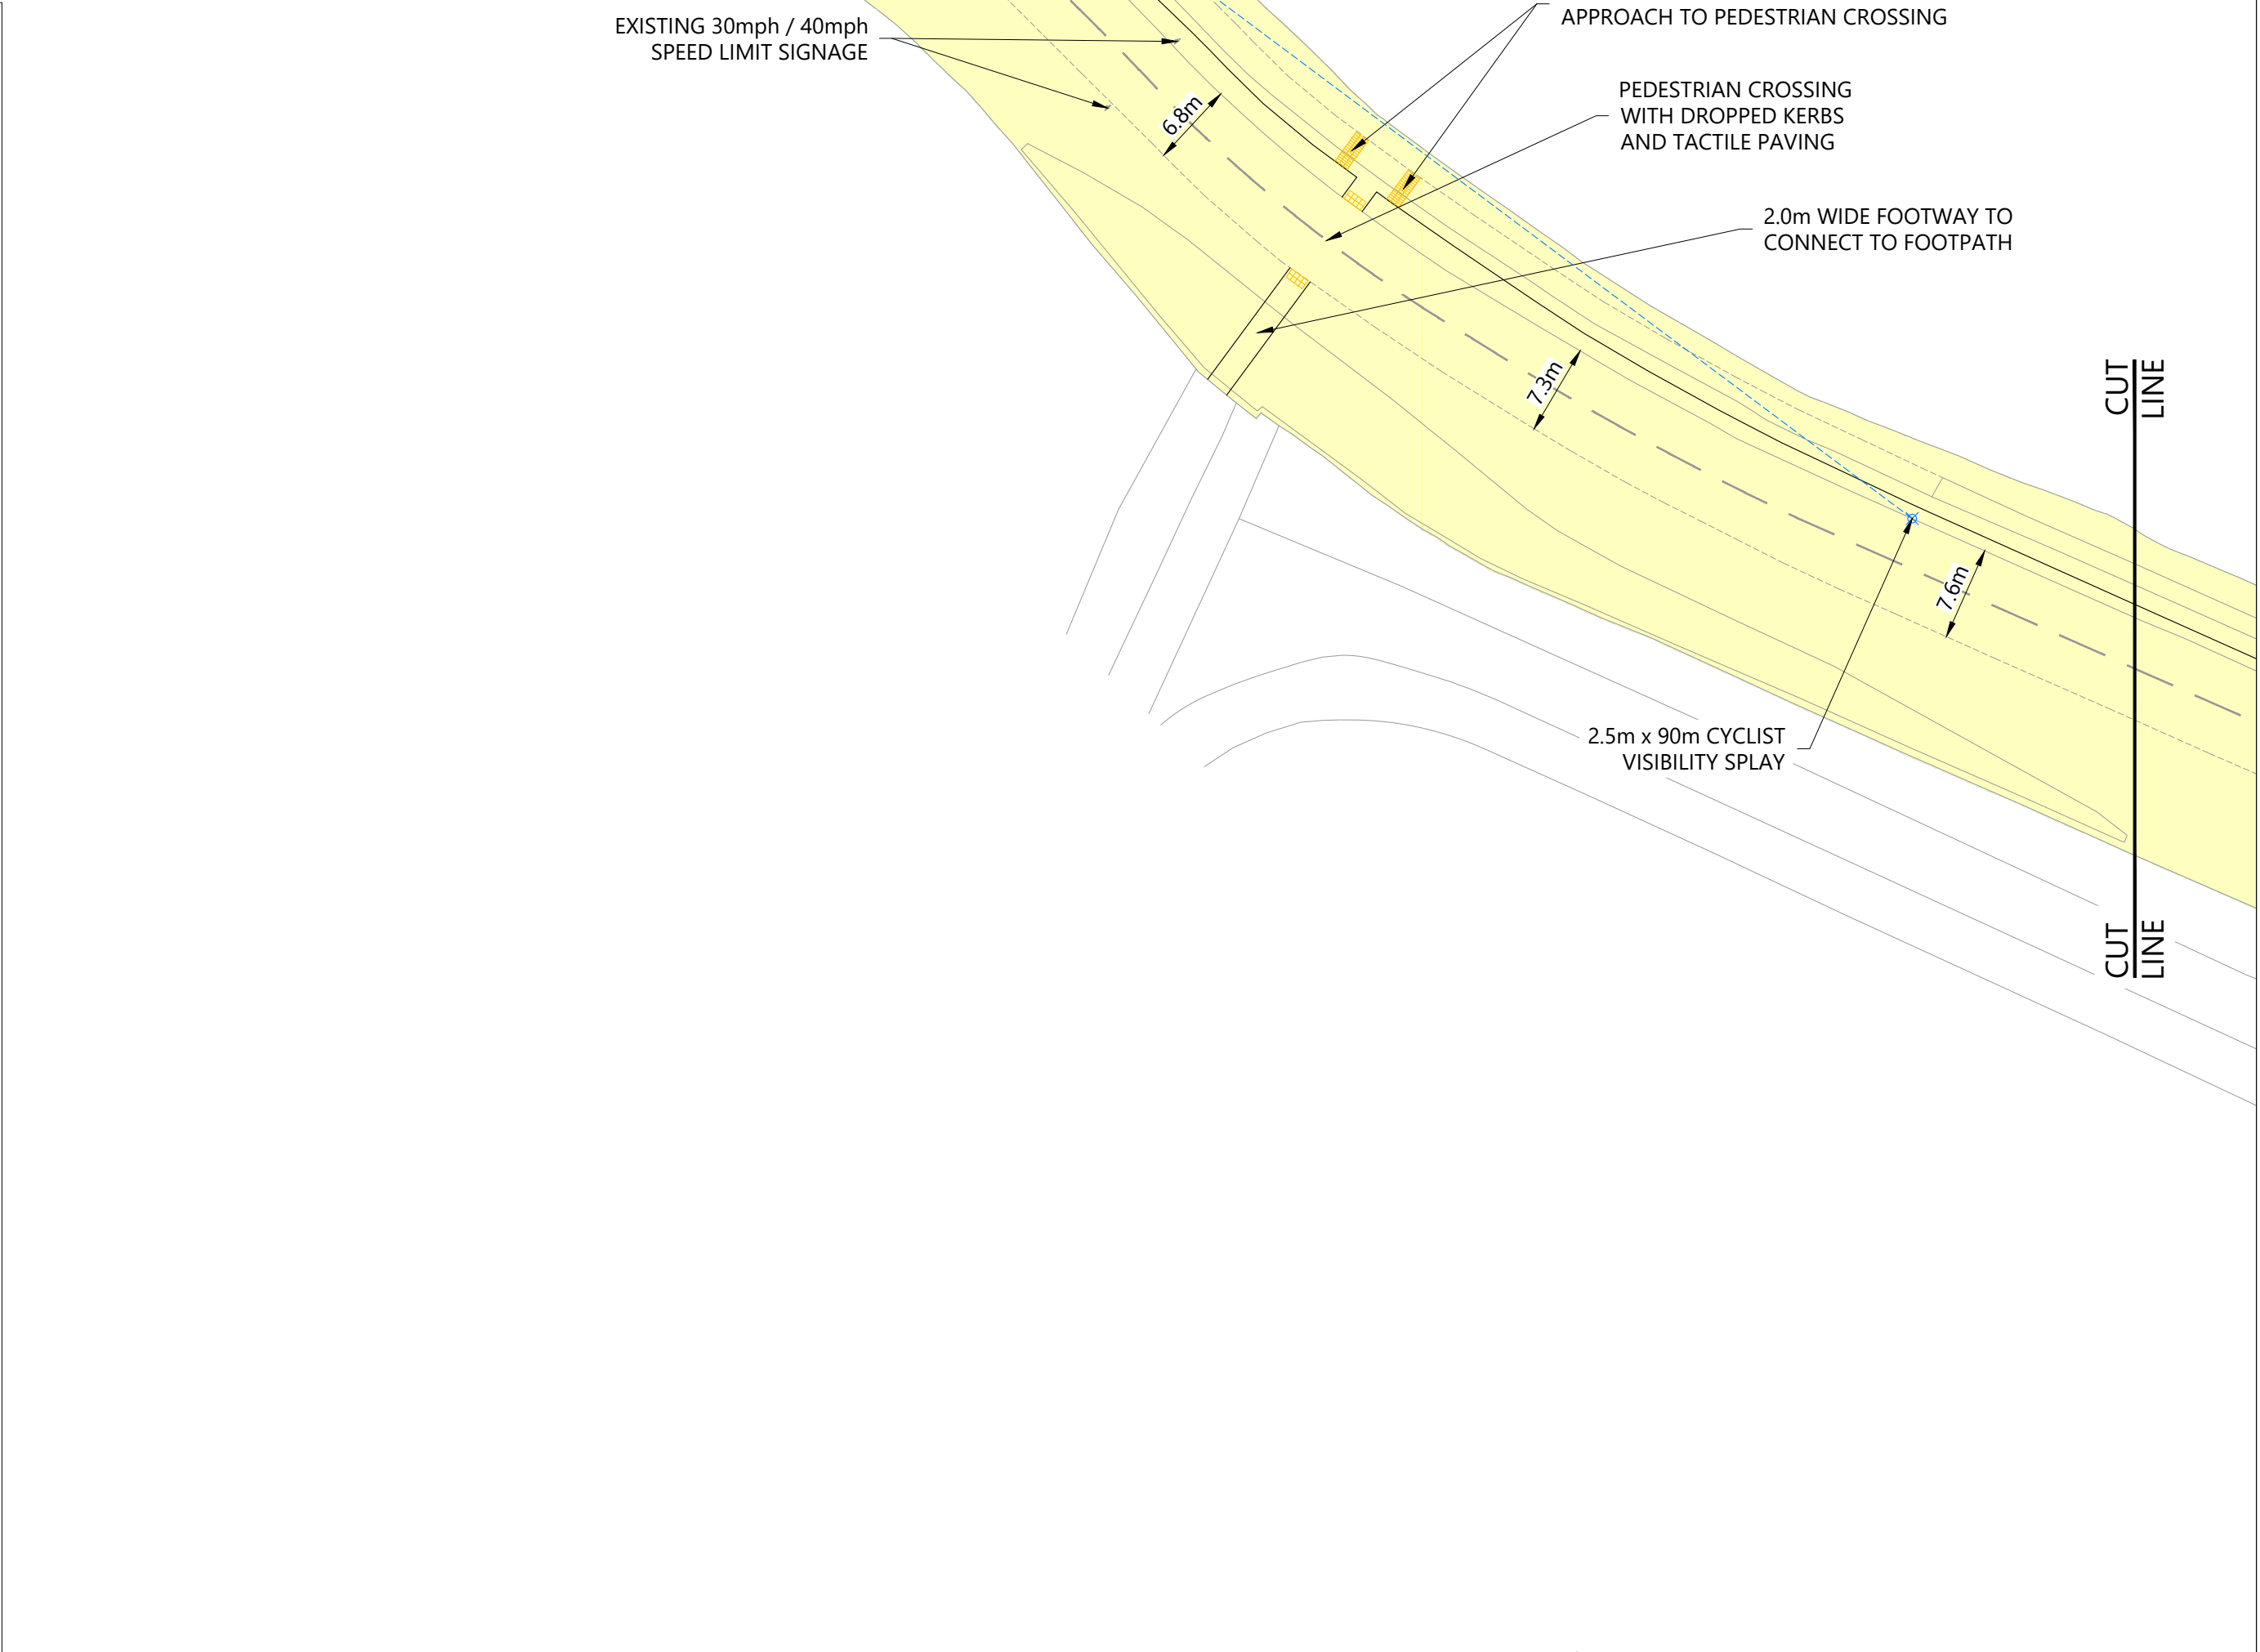 EXISTING 30mph / 40mph
SPEED LIMIT SIGNAGE
APPROACH TO PEDESTRIAN CROSSING
PEDESTRIAN CROSSING
WITH DROPPED KERBS
AND TACTILE PAVING
6.8m
2.0m WIDE FOOTWAY TO
CONNECT TO FOOTPATH
7.3m
CUT
LINE
7.6m
2.5m x 90m CYCLIST
VISIBILITY SPLAY
CUT
LINE